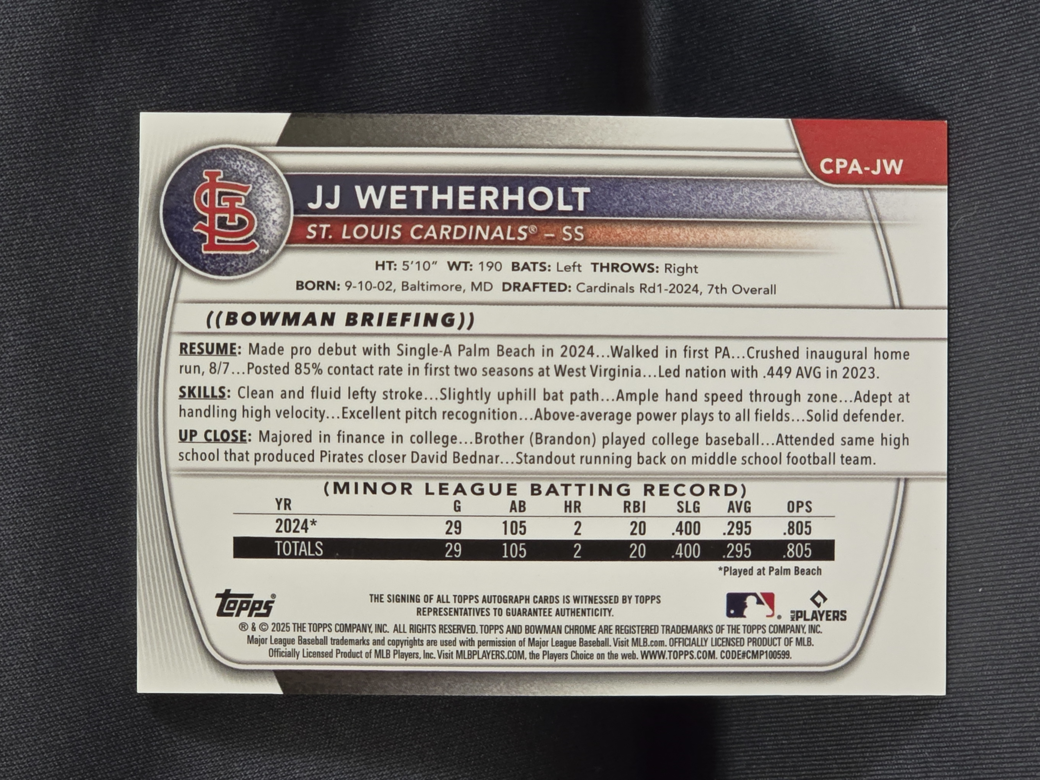 CPA-JW
JJ WETHERHOLT
ST. LOUIS CARDINALS® – SS
HT: 5'10" WT: 190 BATS: Left THROWS: Right
BORN: 9-10-02, Baltimore, MD DRAFTED: Cardinals Rd1-2024, 7th Overall
((BOWMAN BRIEFING))
RESUME: Made pro debut with Single-A Palm Beach in 2024...Walked in first PA...Crushed inaugural home
run, 8/7...Posted 85% contact rate in first two seasons at West Virginia...Led nation with .449 AVG in 2023.
SKILLS: Clean and fluid lefty stroke...Slightly uphill bat path...Ample hand speed through zone...Adept at
handling high velocity...Excellent pitch recognition...Above-average power plays to all fields...Solid defender.
UP CLOSE: Majored in finance in college...Brother (Brandon) played college baseball...Attended same high
school that produced Pirates closer David Bednar...Standout running back on middle school football team.
(MINOR LEAGUE BATTING RECORD)
YR G AB HR RBI SLG AVG OPS
2024* 29 105 2 20 .400 .295 .805
TOTALS 29 105 2 20 .400 .295 .805
*Played at Palm Beach
Topps®
THE SIGNING OF ALL TOPPS AUTOGRAPH CARDS IS WITNESSED BY TOPPS
REPRESENTATIVES TO GUARANTEE AUTHENTICITY.
MLB PLAYERS
® & © 2025 THE TOPPS COMPANY, INC. ALL RIGHTS RESERVED. TOPPS AND BOWMAN CHROME ARE REGISTERED TRADEMARKS OF THE TOPPS COMPANY, INC.
Major League Baseball trademarks and copyrights are used with permission of Major League Baseball. Visit MLB.com. OFFICIALLY LICENSED PRODUCT OF MLB.
Officially Licensed Product of MLB Players, Inc. Visit MLBPLAYERS.COM, the Players Choice on the web. WWW.TOPPS.COM. CODE#CMP100599.